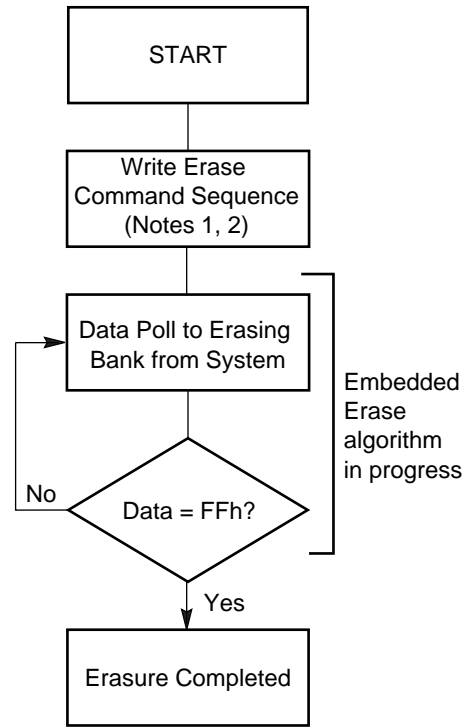 START
Write Erase
Command Sequence
(Notes 1, 2)
Data Poll to Erasing
Bank from System
Embedded
Erase
algorithm
in progress
No
Data = FFh?
Yes
Erasure Completed